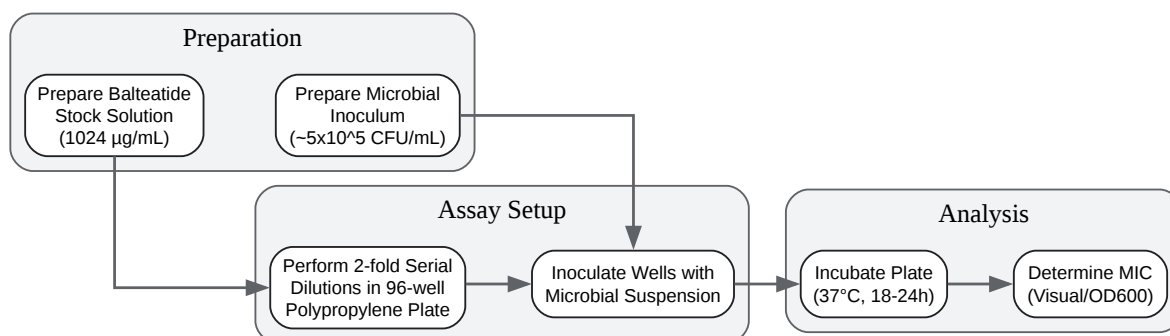 Preparation
Prepare Balteatide
Stock Solution
(1024 µg/mL)
Prepare Microbial
Inoculum
(~5x10^5 CFU/mL)
Assay Setup
Perform 2-fold Serial
Dilutions in 96-well
Polypropylene Plate
Inoculate Wells with
Microbial Suspension
Analysis
Incubate Plate
(37°C, 18-24h)
Determine MIC
(Visual/OD600)